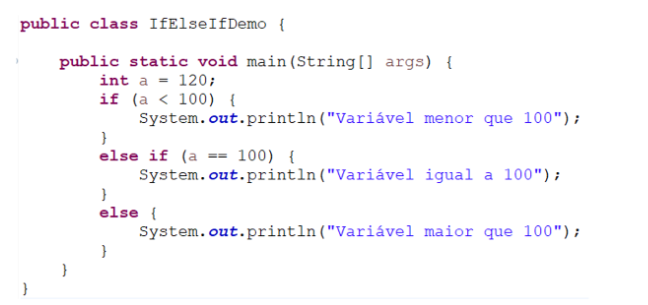 public class IfElseIfDemo {
public static void main(String[] args) {
int a = 120;
if (a < 100) {
System.out.println("Variável menor que 100");
}
else if (a == 100) {
System.out.println("Variável igual a 100");
}
else {
System.out.println("Variável maior que 100");
}
}
}